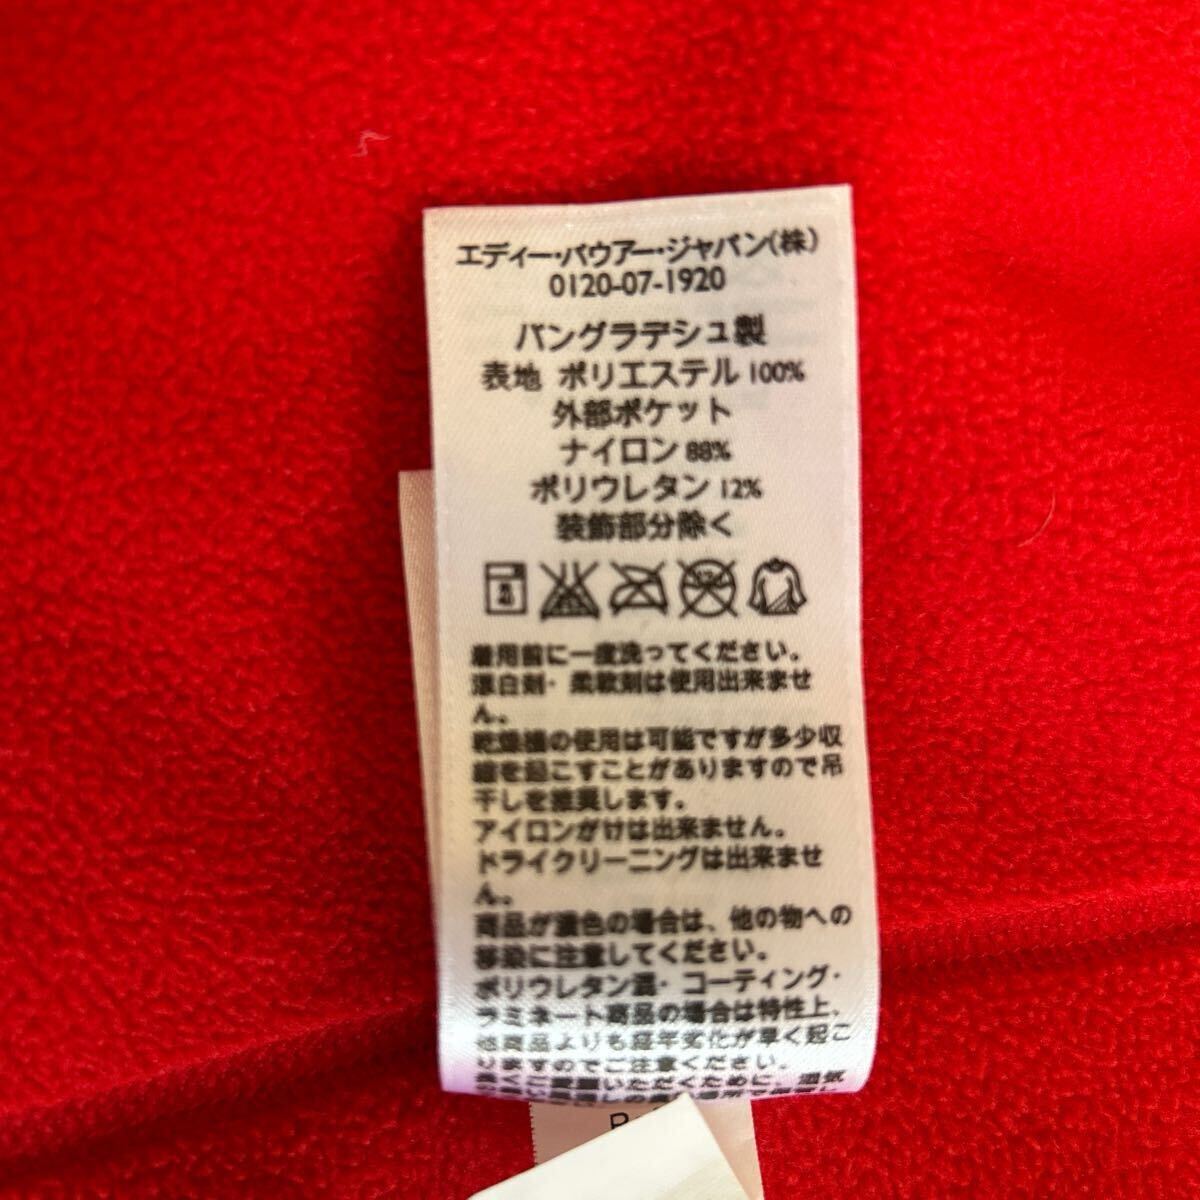 エディー・バウアー・ジャパン(株)
0120-07-1920
バングラデシュ製
表地 ポリエステル 100%
外部ポケット
ナイロン 88%
ポリウレタン 12%
装飾部分除く
着用前に一度洗ってください。
漂白剤・柔軟剤は使用出来ませ
ん。
乾燥機の使用は可能ですが多少収
縮を起こすことがありますので吊
干しを推奨します。
アイロンがけは出来ません。
ドライクリーニングは出来ませ
ん。
商品が濃色の場合は、他の物への
移染に注意してください。
ポリウレタン混・コーティング・
ラミネート商品の場合は特性上、
他商品よりも経年劣化が早く起こ
りますのでご注意ください。
いただくために、湿気